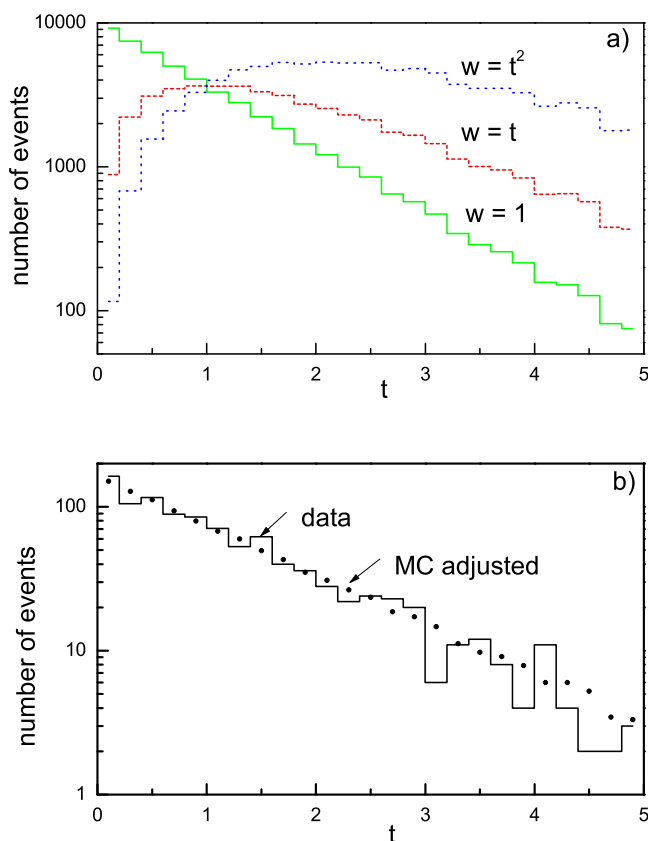 10000
a)
w = t²
1000
w = t
w = 1
100
number of events
0 1 2 3 4 5
t
b)
100
data
MC adjusted
10
number of events
1
0 1 2 3 4 5
t